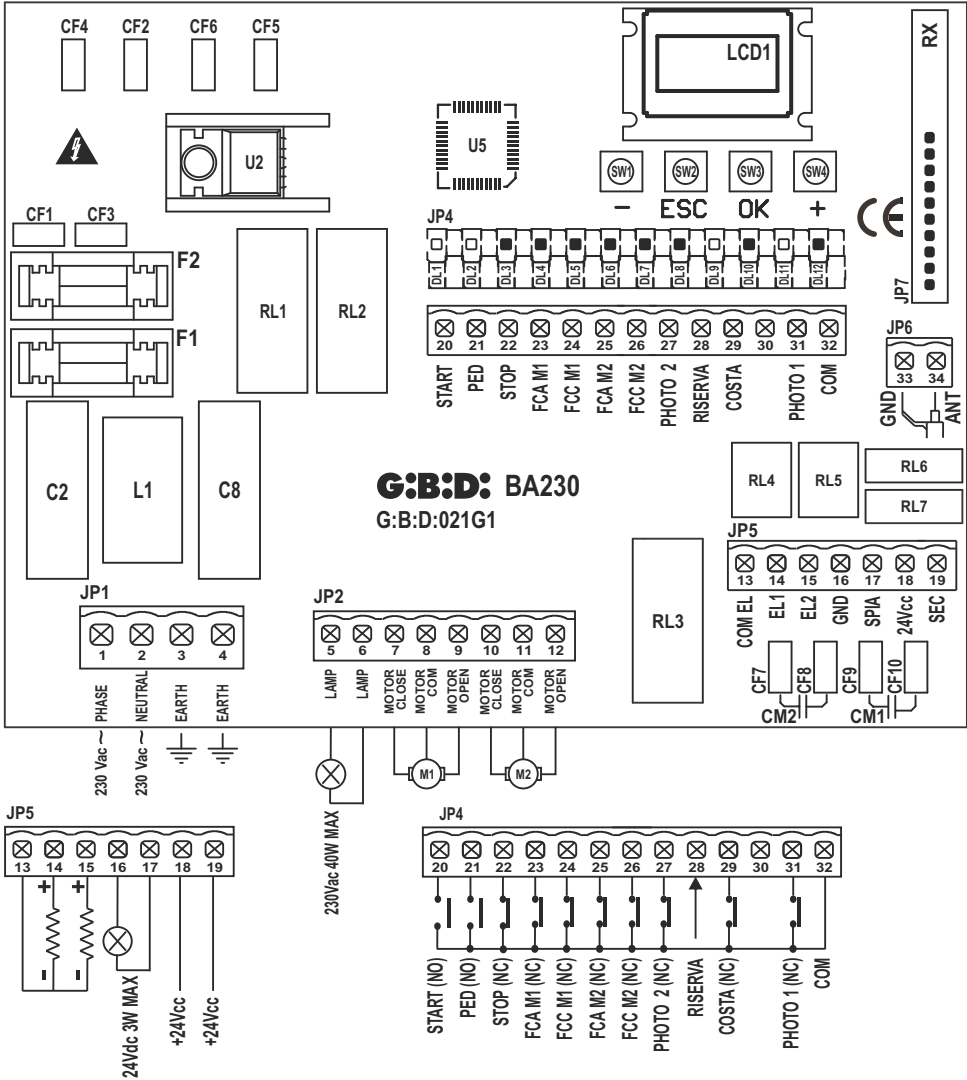 CF4 CF2 CF6 CF5
LCD1
RX
U2
U5
SW1 SW2 SW3 SW4
- ESC OK +
CF1 CF3
JP4
F2
DL1 DL2 DL3 DL4 DL5 DL6 DL7 DL8 DL9 DL10 DL11 DL12
CE
JP7
RL1 RL2
F1
20 21 22 23 24 25 26 27 28 29 30 31 32
START PED STOP FCA M1 FCC M1 FCA M2 FCC M2 PHOTO 2 RISERVA COSTA PHOTO 1 COM
JP6
33 34
GND ANT
C2 L1 C8
G:B:D: BA230
G:B:D:021G1
RL4 RL5 RL6
RL7
JP5
13 14 15 16 17 18 19
COM EL EL1 EL2 GND SPIA 24Vcc SEC
RL3
CF7 CF8 CF9 CF10
CM2 CM1
JP1
1 2 3 4
PHASE NEUTRAL EARTH EARTH
230 Vac ~ 230 Vac ~
JP2
5 6 7 8 9 10 11 12
LAMP LAMP MOTOR CLOSE MOTOR COM MOTOR OPEN MOTOR CLOSE MOTOR COM MOTOR OPEN
M1 M2
230Vac 40W MAX
JP5
13 14 15 16 17 18 19
+ +
- -
24Vdc 3W MAX
+24Vcc
+24Vcc
JP4
20 21 22 23 24 25 26 27 28 29 30 31 32
START (NO) PED (NO) STOP (NC) FCA M1 (NC) FCC M1 (NC) FCA M2 (NC) FCC M2 (NC) PHOTO 2 (NC) RISERVA COSTA (NC) PHOTO 1 (NC) COM